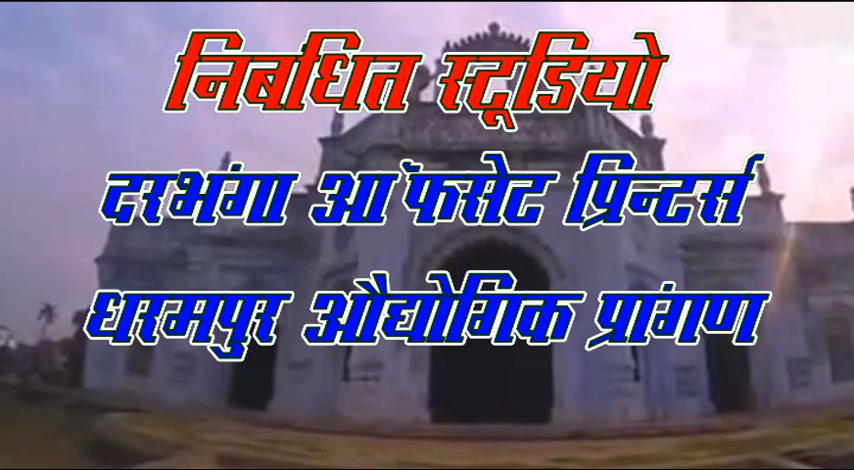 निबधित स्टूडियो
दरभंगा आॅफसेट प्रिन्टर्स
धरमपुर औद्योगिक प्रांगण